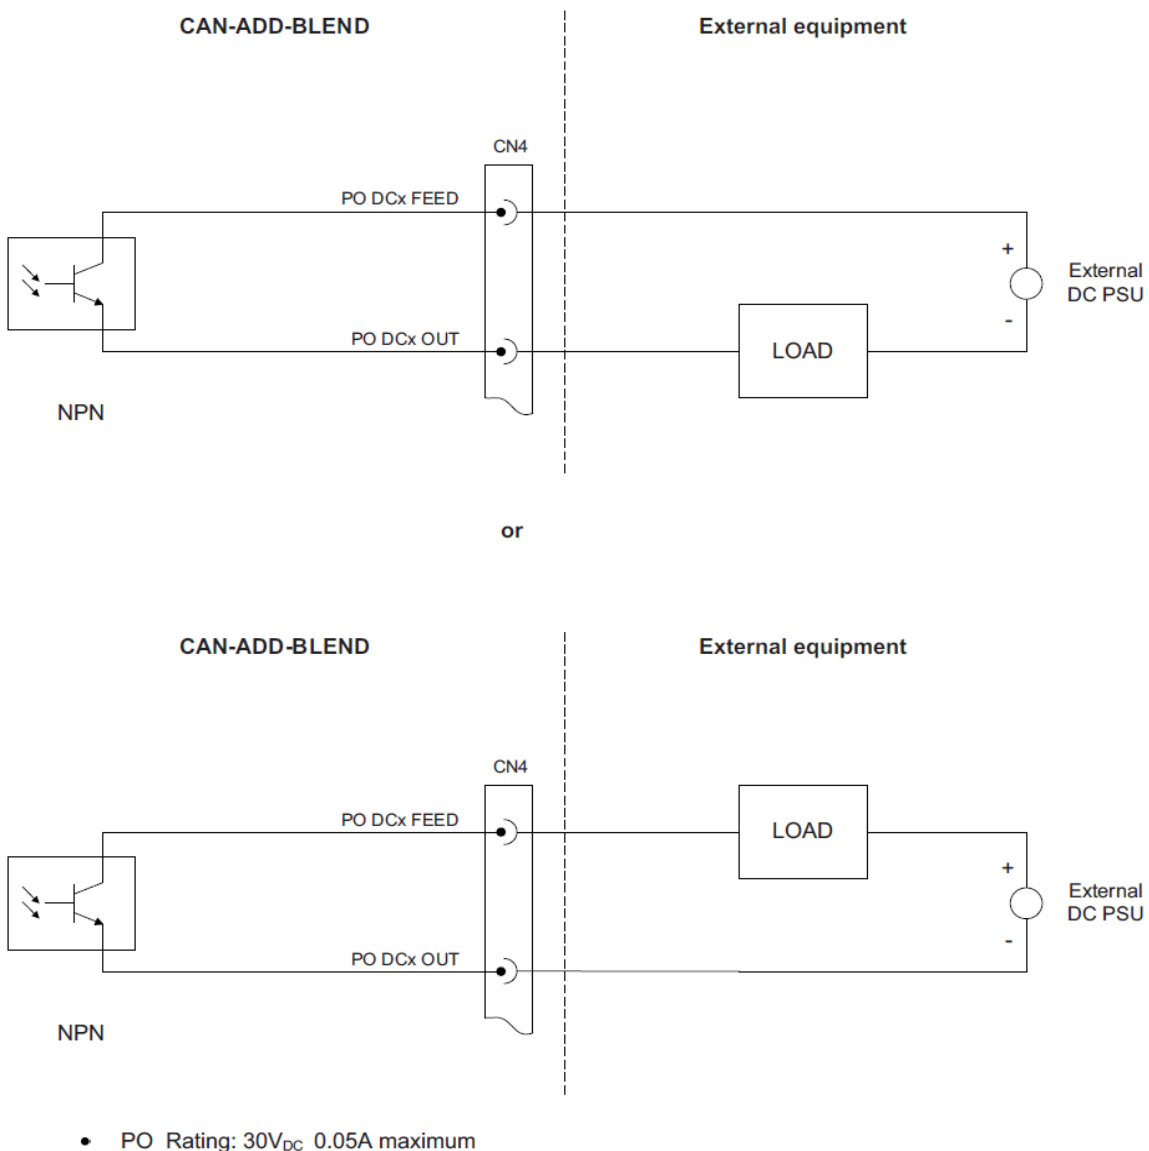 CAN-ADD-BLEND External equipment
CN4
PO DCx FEED
+
External
DC PSU
-
LOAD
PO DCx OUT
NPN
or
CAN-ADD-BLEND External equipment
CN4
PO DCx FEED
LOAD
+
External
DC PSU
-
PO DCx OUT
NPN
• PO Rating: 30VDC 0.05A maximum